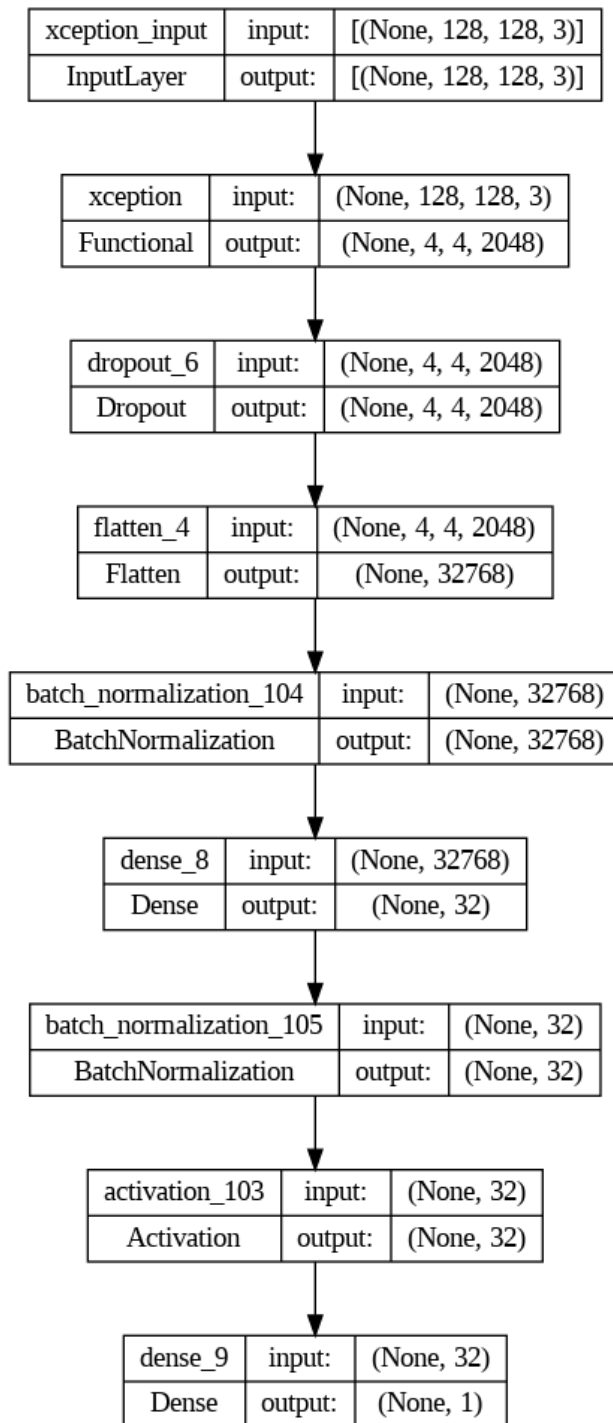 xception_input input: [(None, 128, 128, 3)]
InputLayer output: [(None, 128, 128, 3)]
xception input: (None, 128, 128, 3)
Functional output: (None, 4, 4, 2048)
dropout_6 input: (None, 4, 4, 2048)
Dropout output: (None, 4, 4, 2048)
flatten_4 input: (None, 4, 4, 2048)
Flatten output: (None, 32768)
batch_normalization_104 input: (None, 32768)
BatchNormalization output: (None, 32768)
dense_8 input: (None, 32768)
Dense output: (None, 32)
batch_normalization_105 input: (None, 32)
BatchNormalization output: (None, 32)
activation_103 input: (None, 32)
Activation output: (None, 32)
dense_9 input: (None, 32)
Dense output: (None, 1)